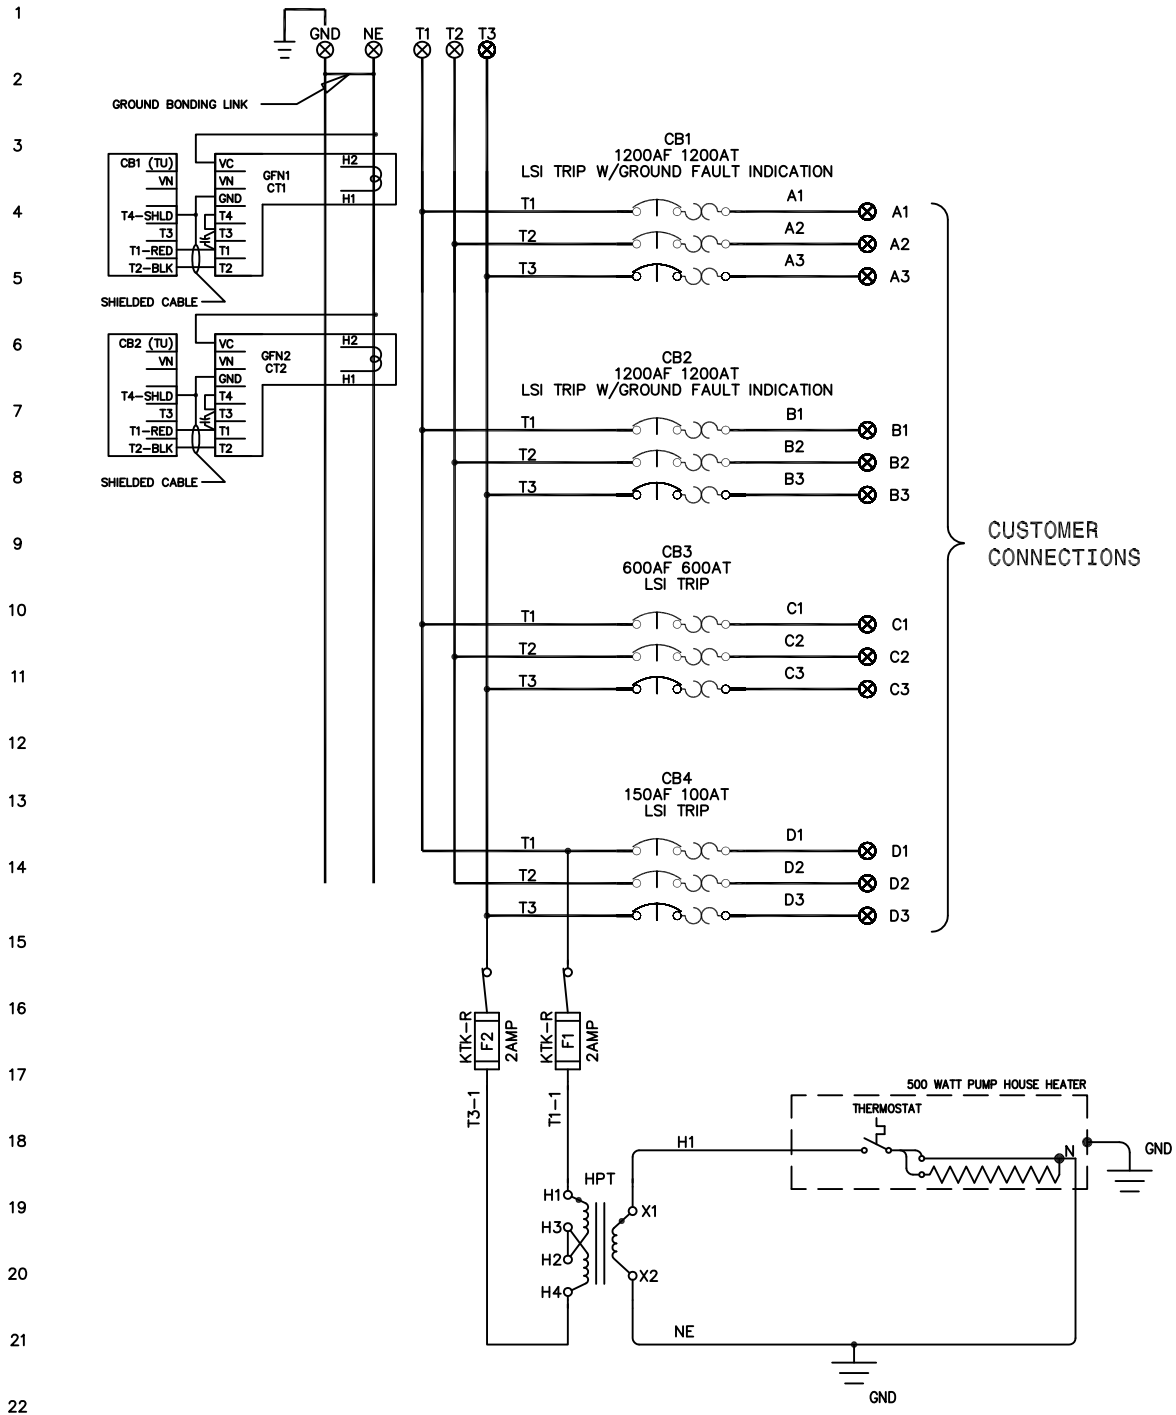 1
GND NE T1 T2 T3
2
GROUND BONDING LINK
3
CB1
1200AF 1200AT
LSI TRIP W/GROUND FAULT INDICATION
CB1 (TU) VC H2
VN VN GFN1
CT1
GND H1
T4-SHLD T4
T3 T3
T1-RED T1
T2-BLK T2
SHIELDED CABLE
4
T1 A1 A1
T2 A2 A2
5
T3 A3 A3
6
CB2
1200AF 1200AT
LSI TRIP W/GROUND FAULT INDICATION
CB2 (TU) VC H2
VN VN GFN2
CT2
GND H1
T4-SHLD T4
T3 T3
T1-RED T1
T2-BLK T2
SHIELDED CABLE
7
T1 B1 B1
T2 B2 B2
8
T3 B3 B3
9
CUSTOMER
CONNECTIONS
CB3
600AF 600AT
LSI TRIP
10
T1 C1 C1
T2 C2 C2
11
T3 C3 C3
12
CB4
150AF 100AT
LSI TRIP
13
T1 D1 D1
14
T2 D2 D2
T3 D3 D3
15
16
KTK-R F2 2AMP
KTK-R F1 2AMP
17
T3-1
T1-1
500 WATT PUMP HOUSE HEATER
THERMOSTAT
18
H1 N GND
HPT
19
H1 X1
H3
H2
20
X2
H4
21
NE
GND
22